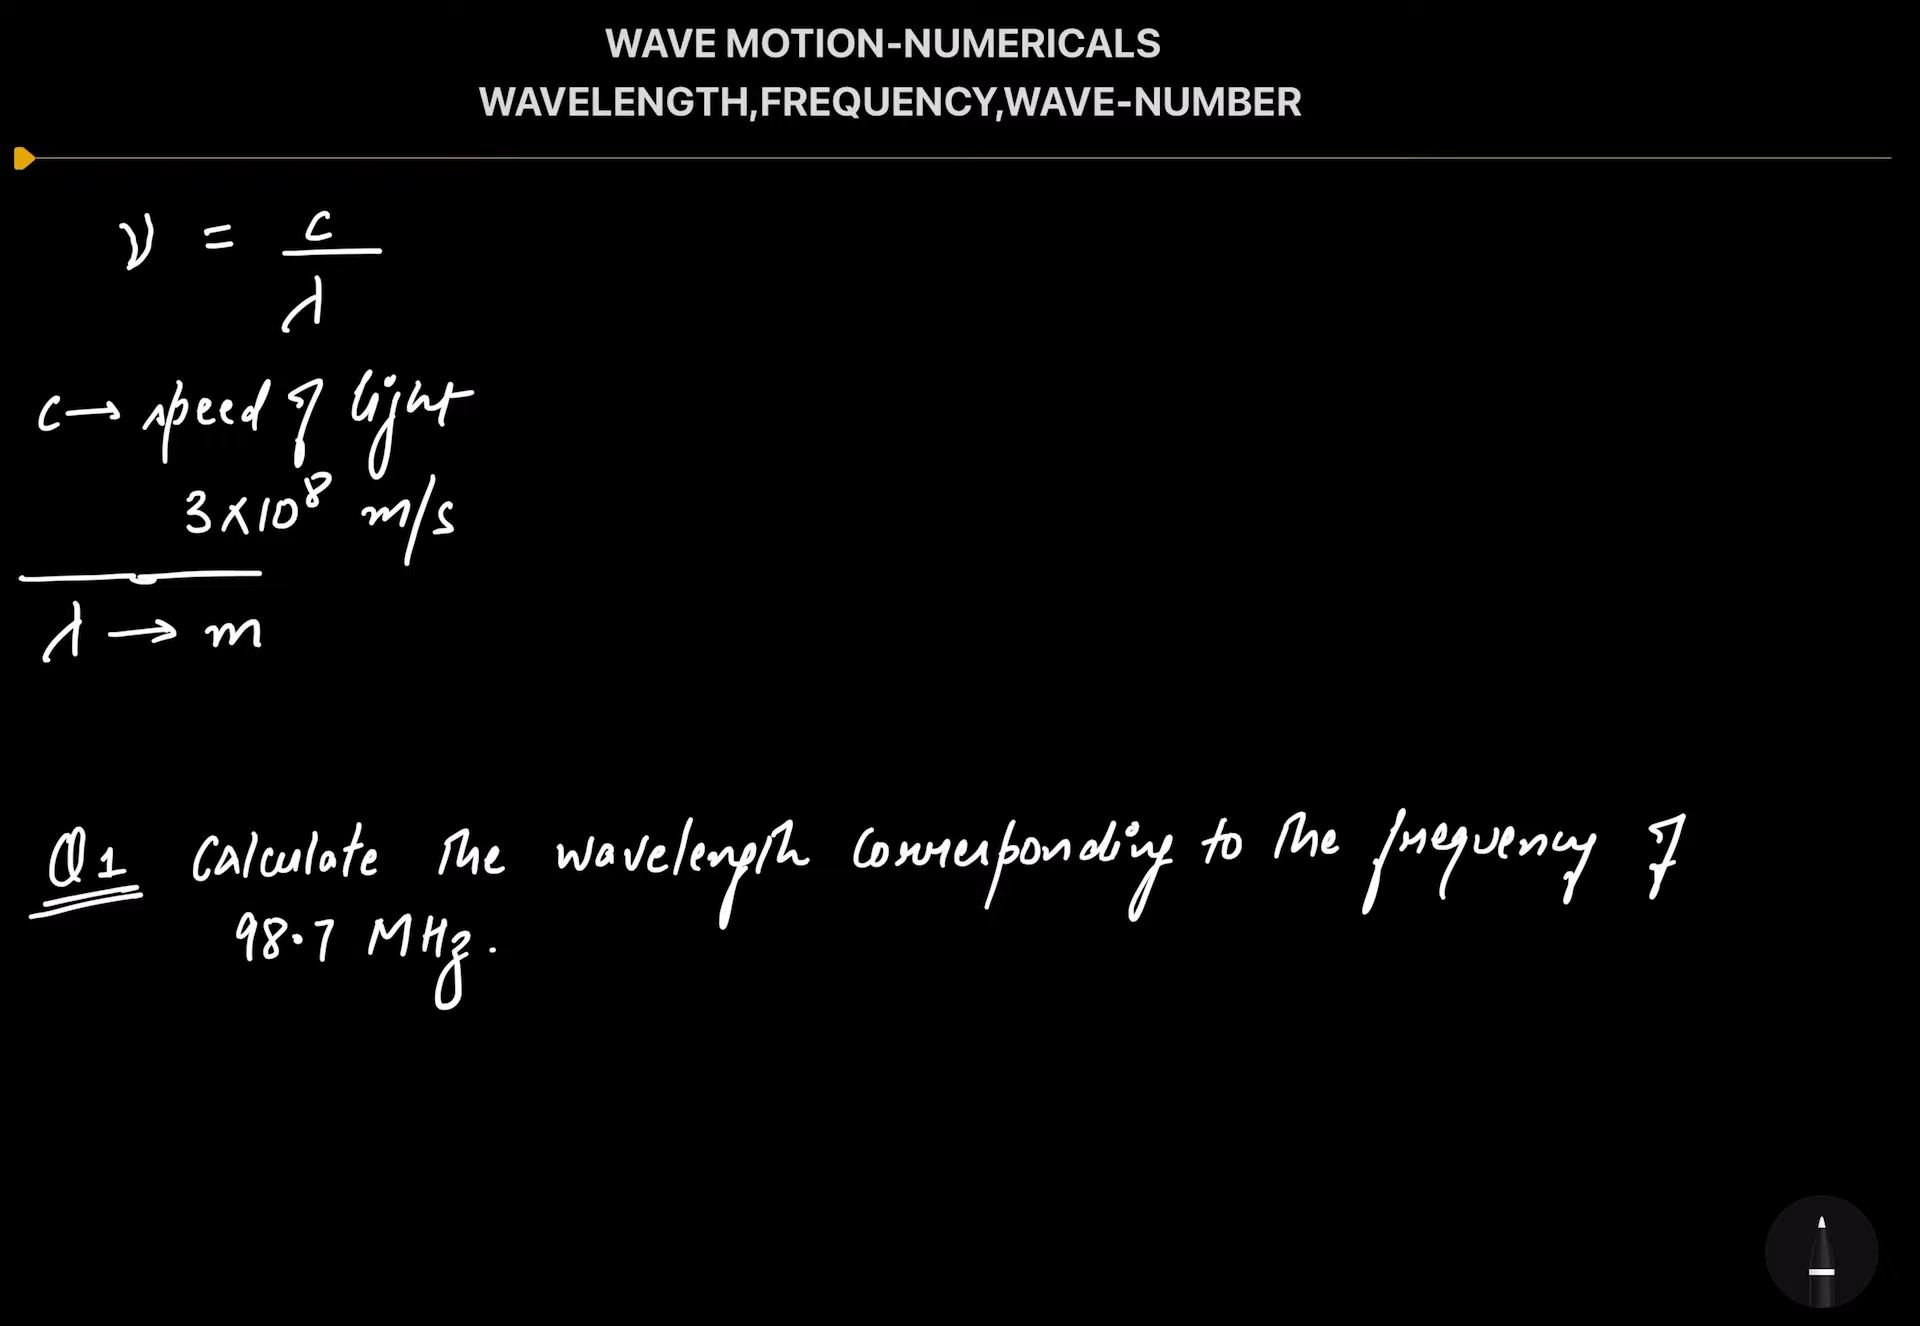 WAVE MOTION-NUMERICALS
WAVELENGTH,FREQUENCY,WAVE-NUMBER
ν = c/λ
c → speed of light
3×10⁸ m/s
λ → m
Q1 Calculate the wavelength corresponding to the frequency of
98.7 MHz.